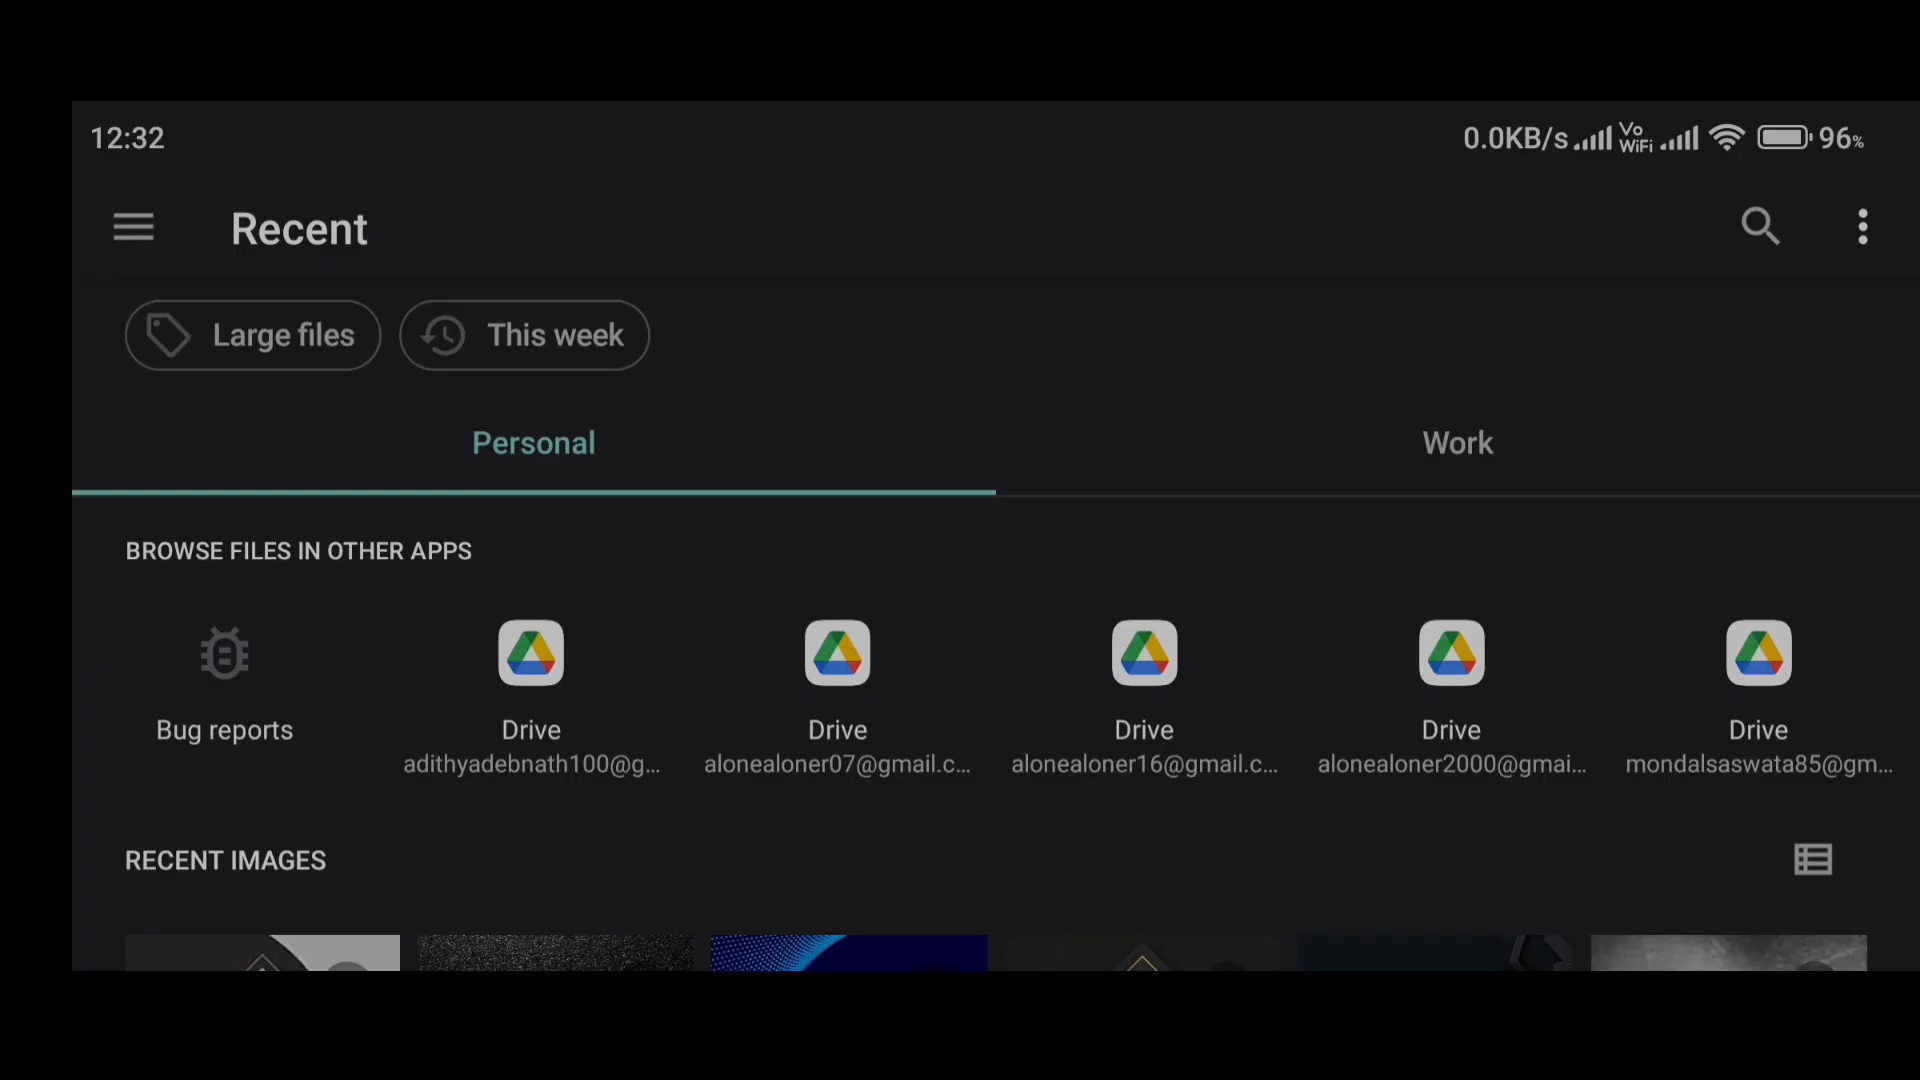 12:32
0.0KB/s Vo WiFi 96%
Recent
Large files
This week
Personal
Work
BROWSE FILES IN OTHER APPS
Bug reports
Drive
Drive
Drive
Drive
Drive
adithyadebnath100@g...
alonealoner07@gmail.c...
alonealoner16@gmail.c...
alonealoner2000@gmai...
mondalsaswata85@gm...
RECENT IMAGES